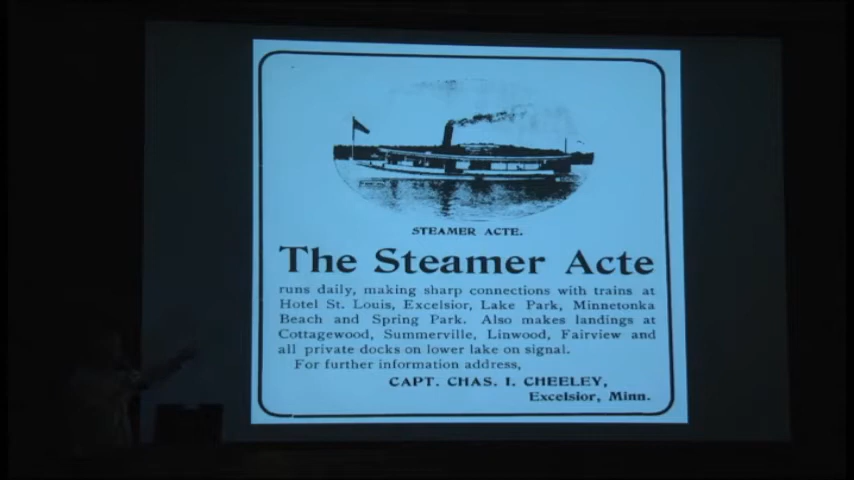 STEAMER ACTE.
The Steamer Acte
runs daily, making sharp connections with trains at
Hotel St. Louis, Excelsior, Lake Park, Minnetonka
Beach and Spring Park. Also makes landings at
Cottagewood, Summerville, Linwood, Fairview and
all private docks on lower lake on signal.
For further information address,
CAPT. CHAS. I. CHEELEY,
Excelsior, Minn.